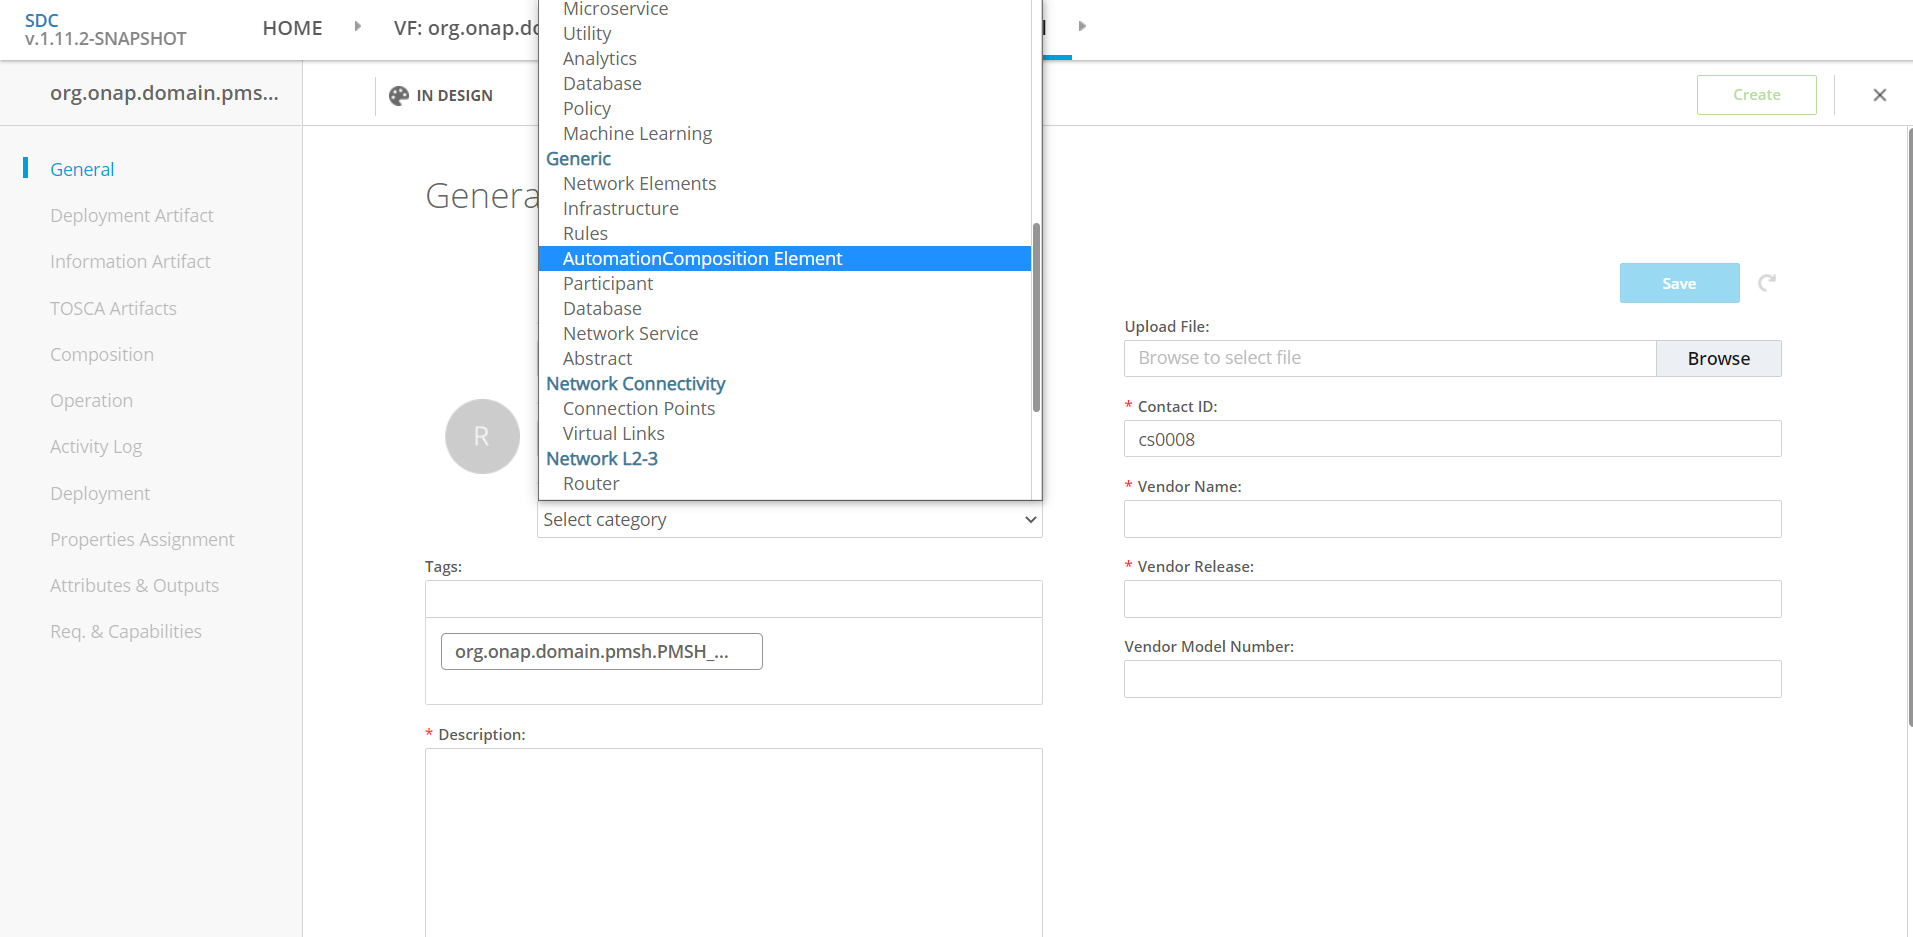 SDC
v.1.11.2-SNAPSHOT
HOME
VF: org.onap.do
org.onap.domain.pms...
IN DESIGN
Create
General
Deployment Artifact
Information Artifact
TOSCA Artifacts
Composition
Operation
Activity Log
Deployment
Properties Assignment
Attributes & Outputs
Req. & Capabilities
Genera
Microservice
Utility
Analytics
Database
Policy
Machine Learning
Generic
Network Elements
Infrastructure
Rules
AutomationComposition Element
Participant
Database
Network Service
Abstract
Network Connectivity
Connection Points
Virtual Links
Network L2-3
Router
R
Select category
Tags:
org.onap.domain.pmsh.PMSH_...
* Description:
Save
Upload File:
Browse to select file
Browse
* Contact ID:
cs0008
* Vendor Name:
* Vendor Release:
Vendor Model Number: